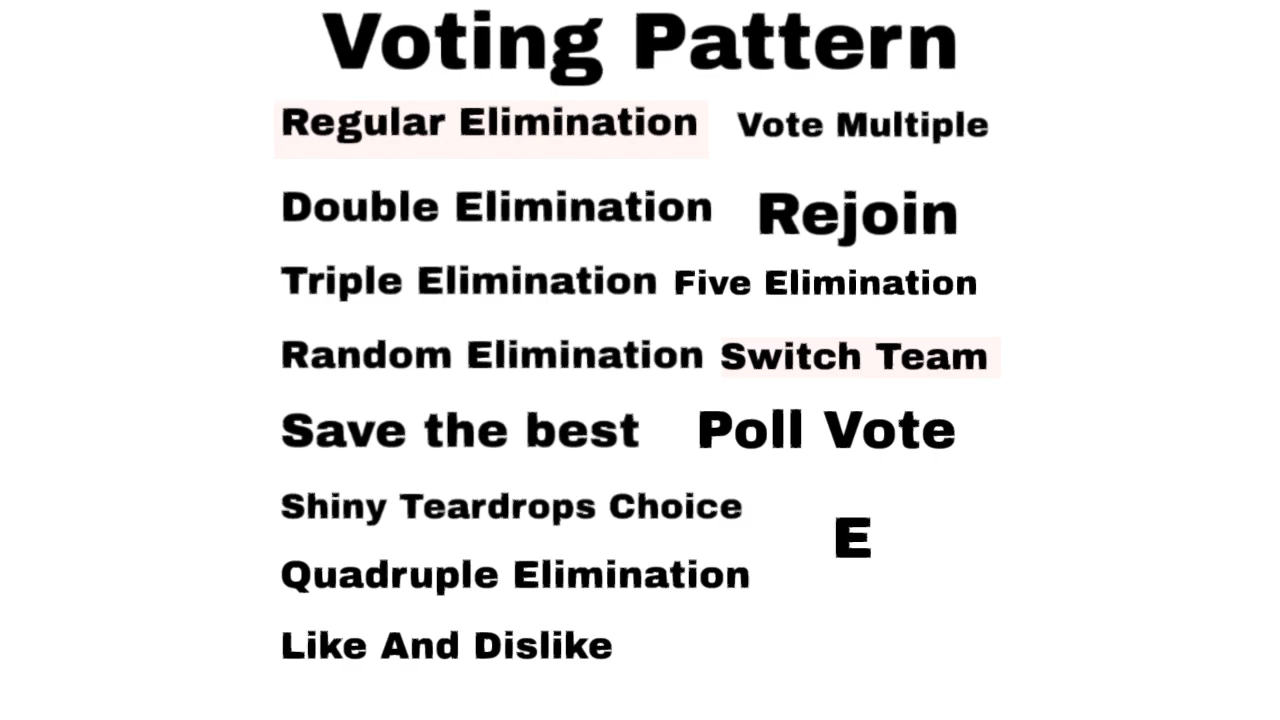 Voting Pattern
Regular Elimination
Vote Multiple
Double Elimination
Rejoin
Triple Elimination
Five Elimination
Random Elimination
Switch Team
Save the best
Poll Vote
Shiny Teardrops Choice
E
Quadruple Elimination
Like And Dislike